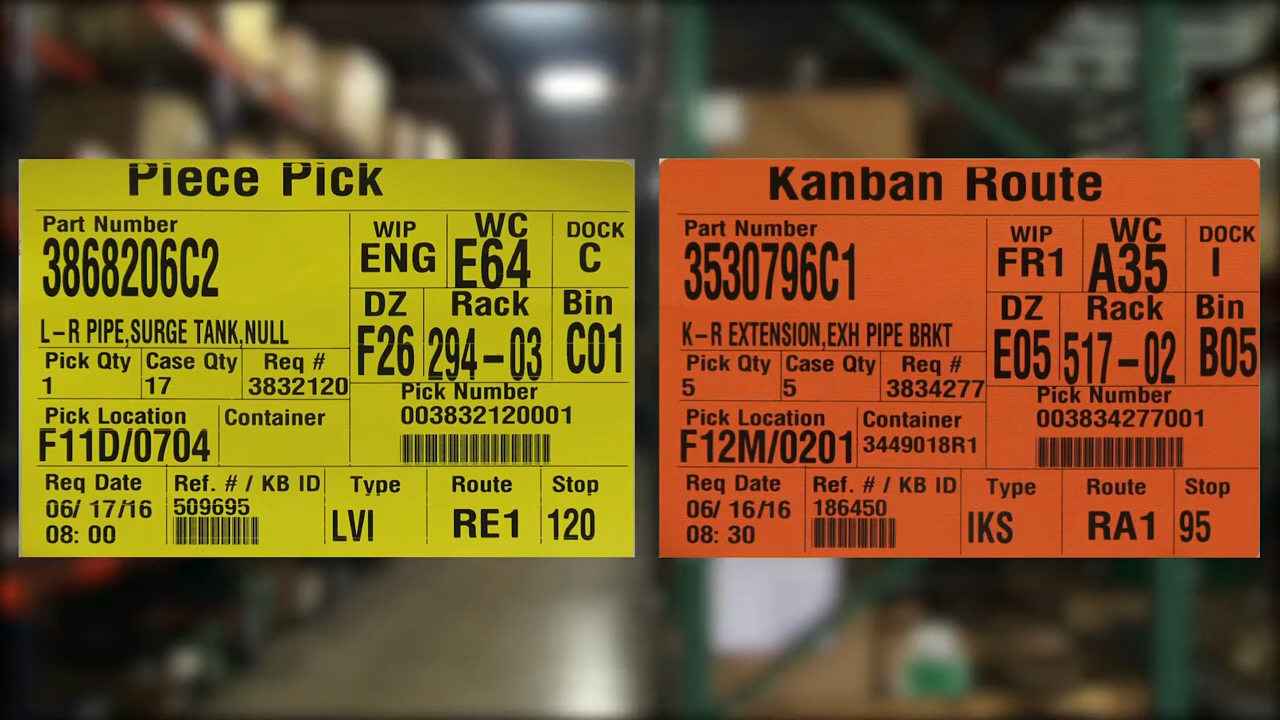 Piece Pick
Part Number
3868206C2
L-R PIPE,SURGE TANK,NULL
WIP
ENG
WC
E64
DOCK
C
DZ
F26
Rack
294-03
Bin
C01
Pick Qty
1
Case Qty
17
Req #
3832120
Pick Number
003832120001
Pick Location
F11D/0704
Container
Req Date
06/ 17/16
08: 00
Ref. # / KB ID
509695
Type
LVI
Route
RE1
Stop
120
Kanban Route
Part Number
3530796C1
K-R EXTENSION,EXH PIPE BRKT
WIP
FR1
WC
A35
DOCK
I
DZ
E05
Rack
517-02
Bin
B05
Pick Qty
5
Case Qty
5
Req #
3834277
Pick Number
003834277001
Pick Location
F12M/0201
Container
3449018R1
Req Date
06/ 16/16
08: 30
Ref. # / KB ID
186450
Type
IKS
Route
RA1
Stop
95